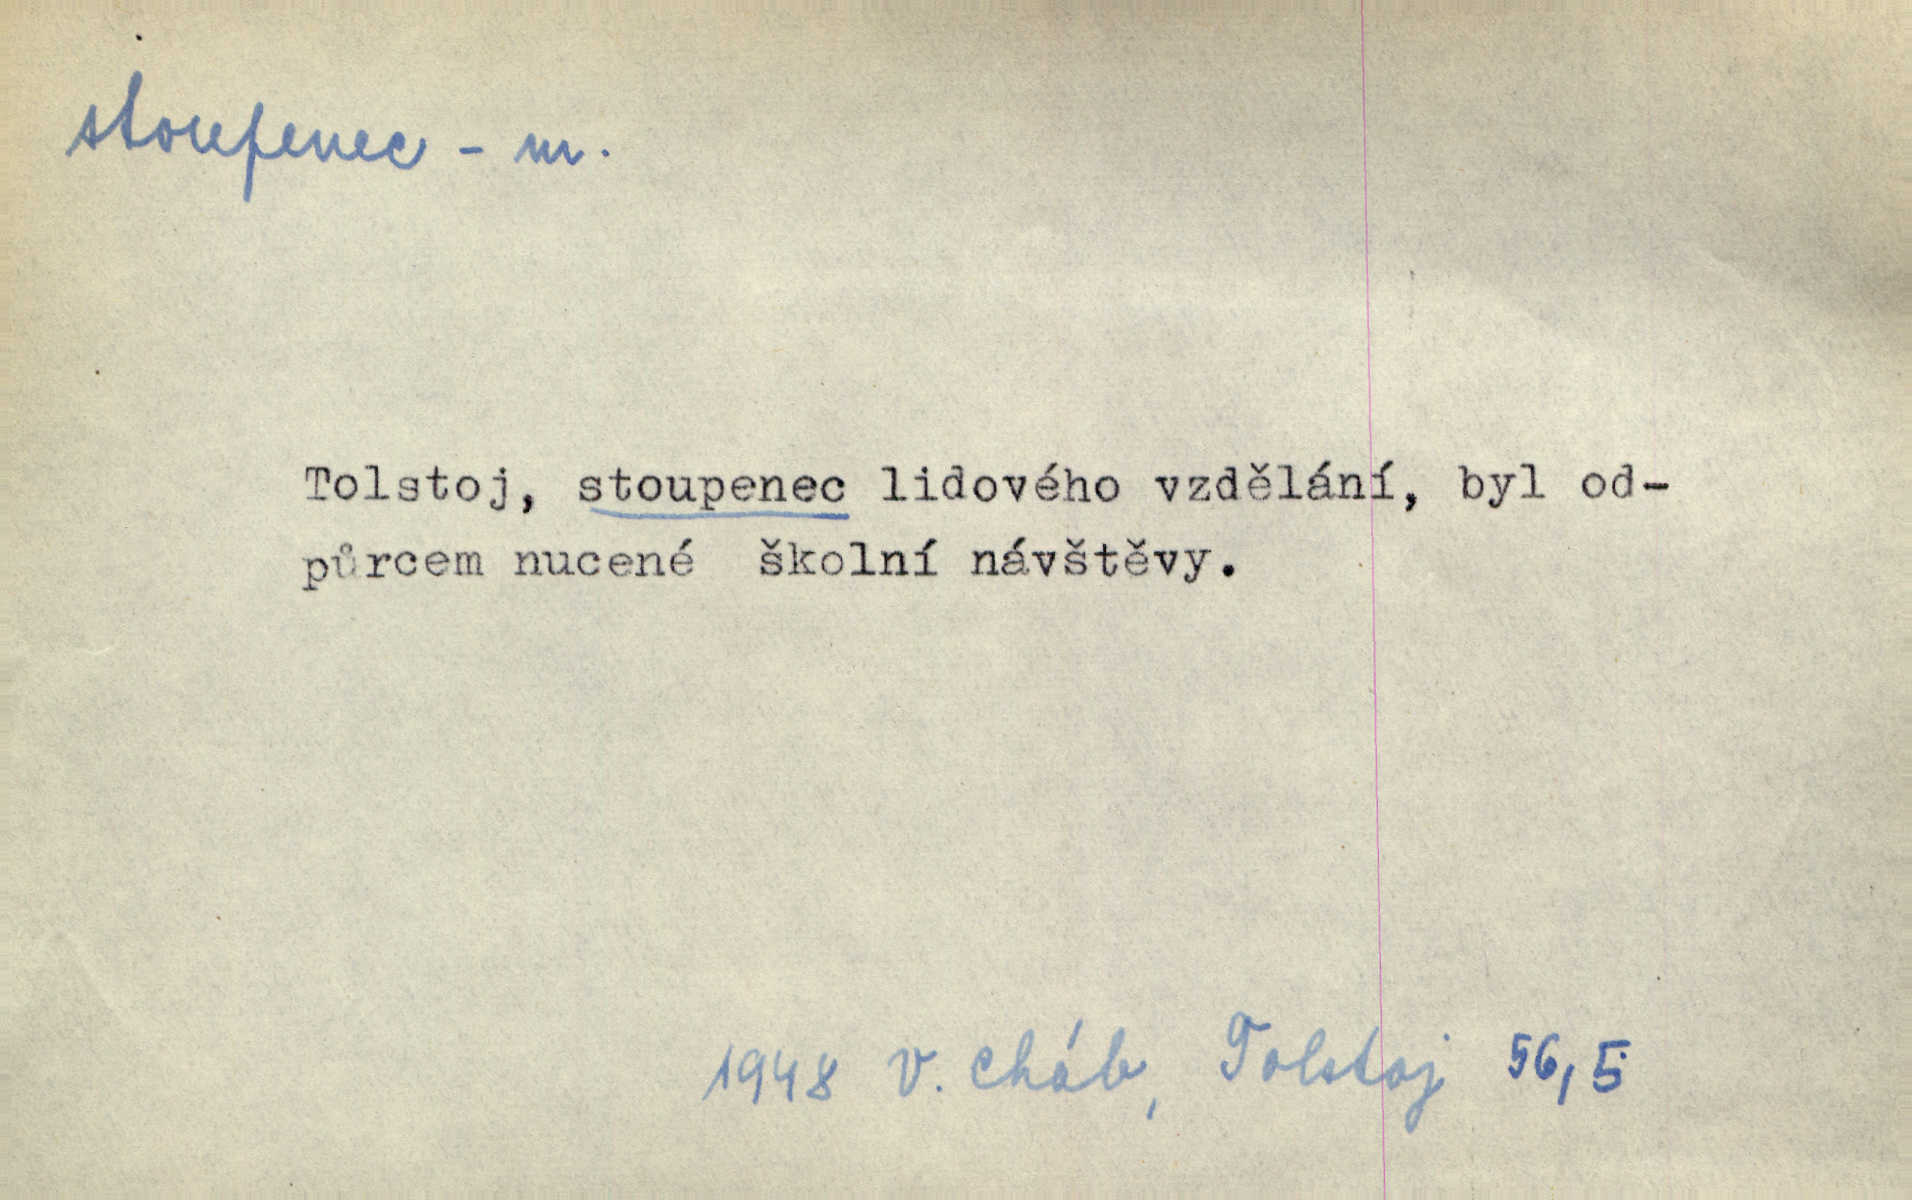 stoupenec - m.
Tolstoj, stoupenec lidového vzdělání, byl od-
půrcem nucené školní návštěvy.
1948 V. Cháb, Tolstoj 56,5